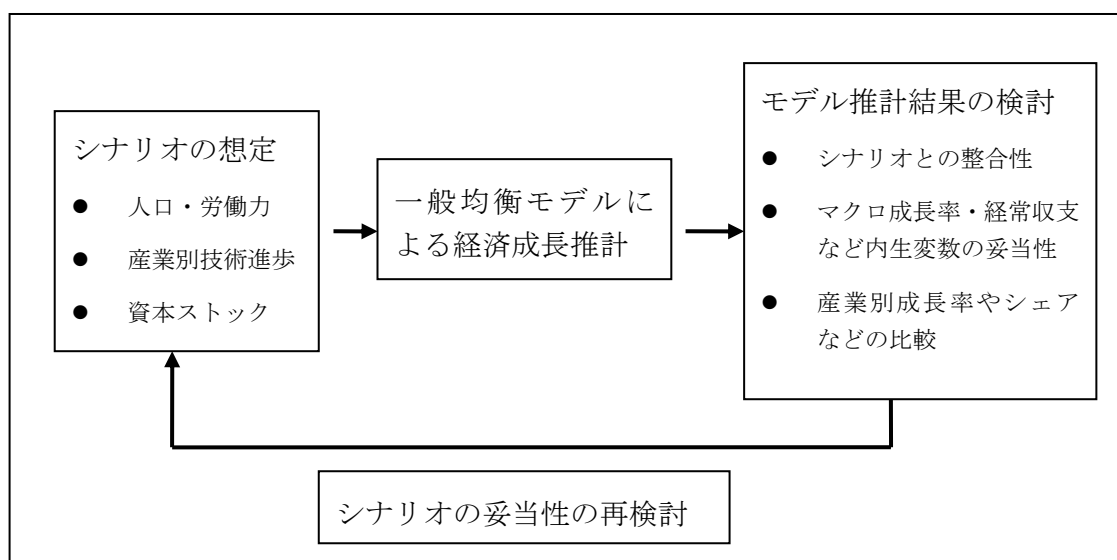 シナリオの想定
● 人口・労働力
● 産業別技術進歩
● 資本ストック
一般均衡モデルに
よる経済成長推計
モデル推計結果の検討
● シナリオとの整合性
● マクロ成長率・経常収支
など内生変数の妥当性
● 産業別成長率やシェア
などの比較
シナリオの妥当性の再検討